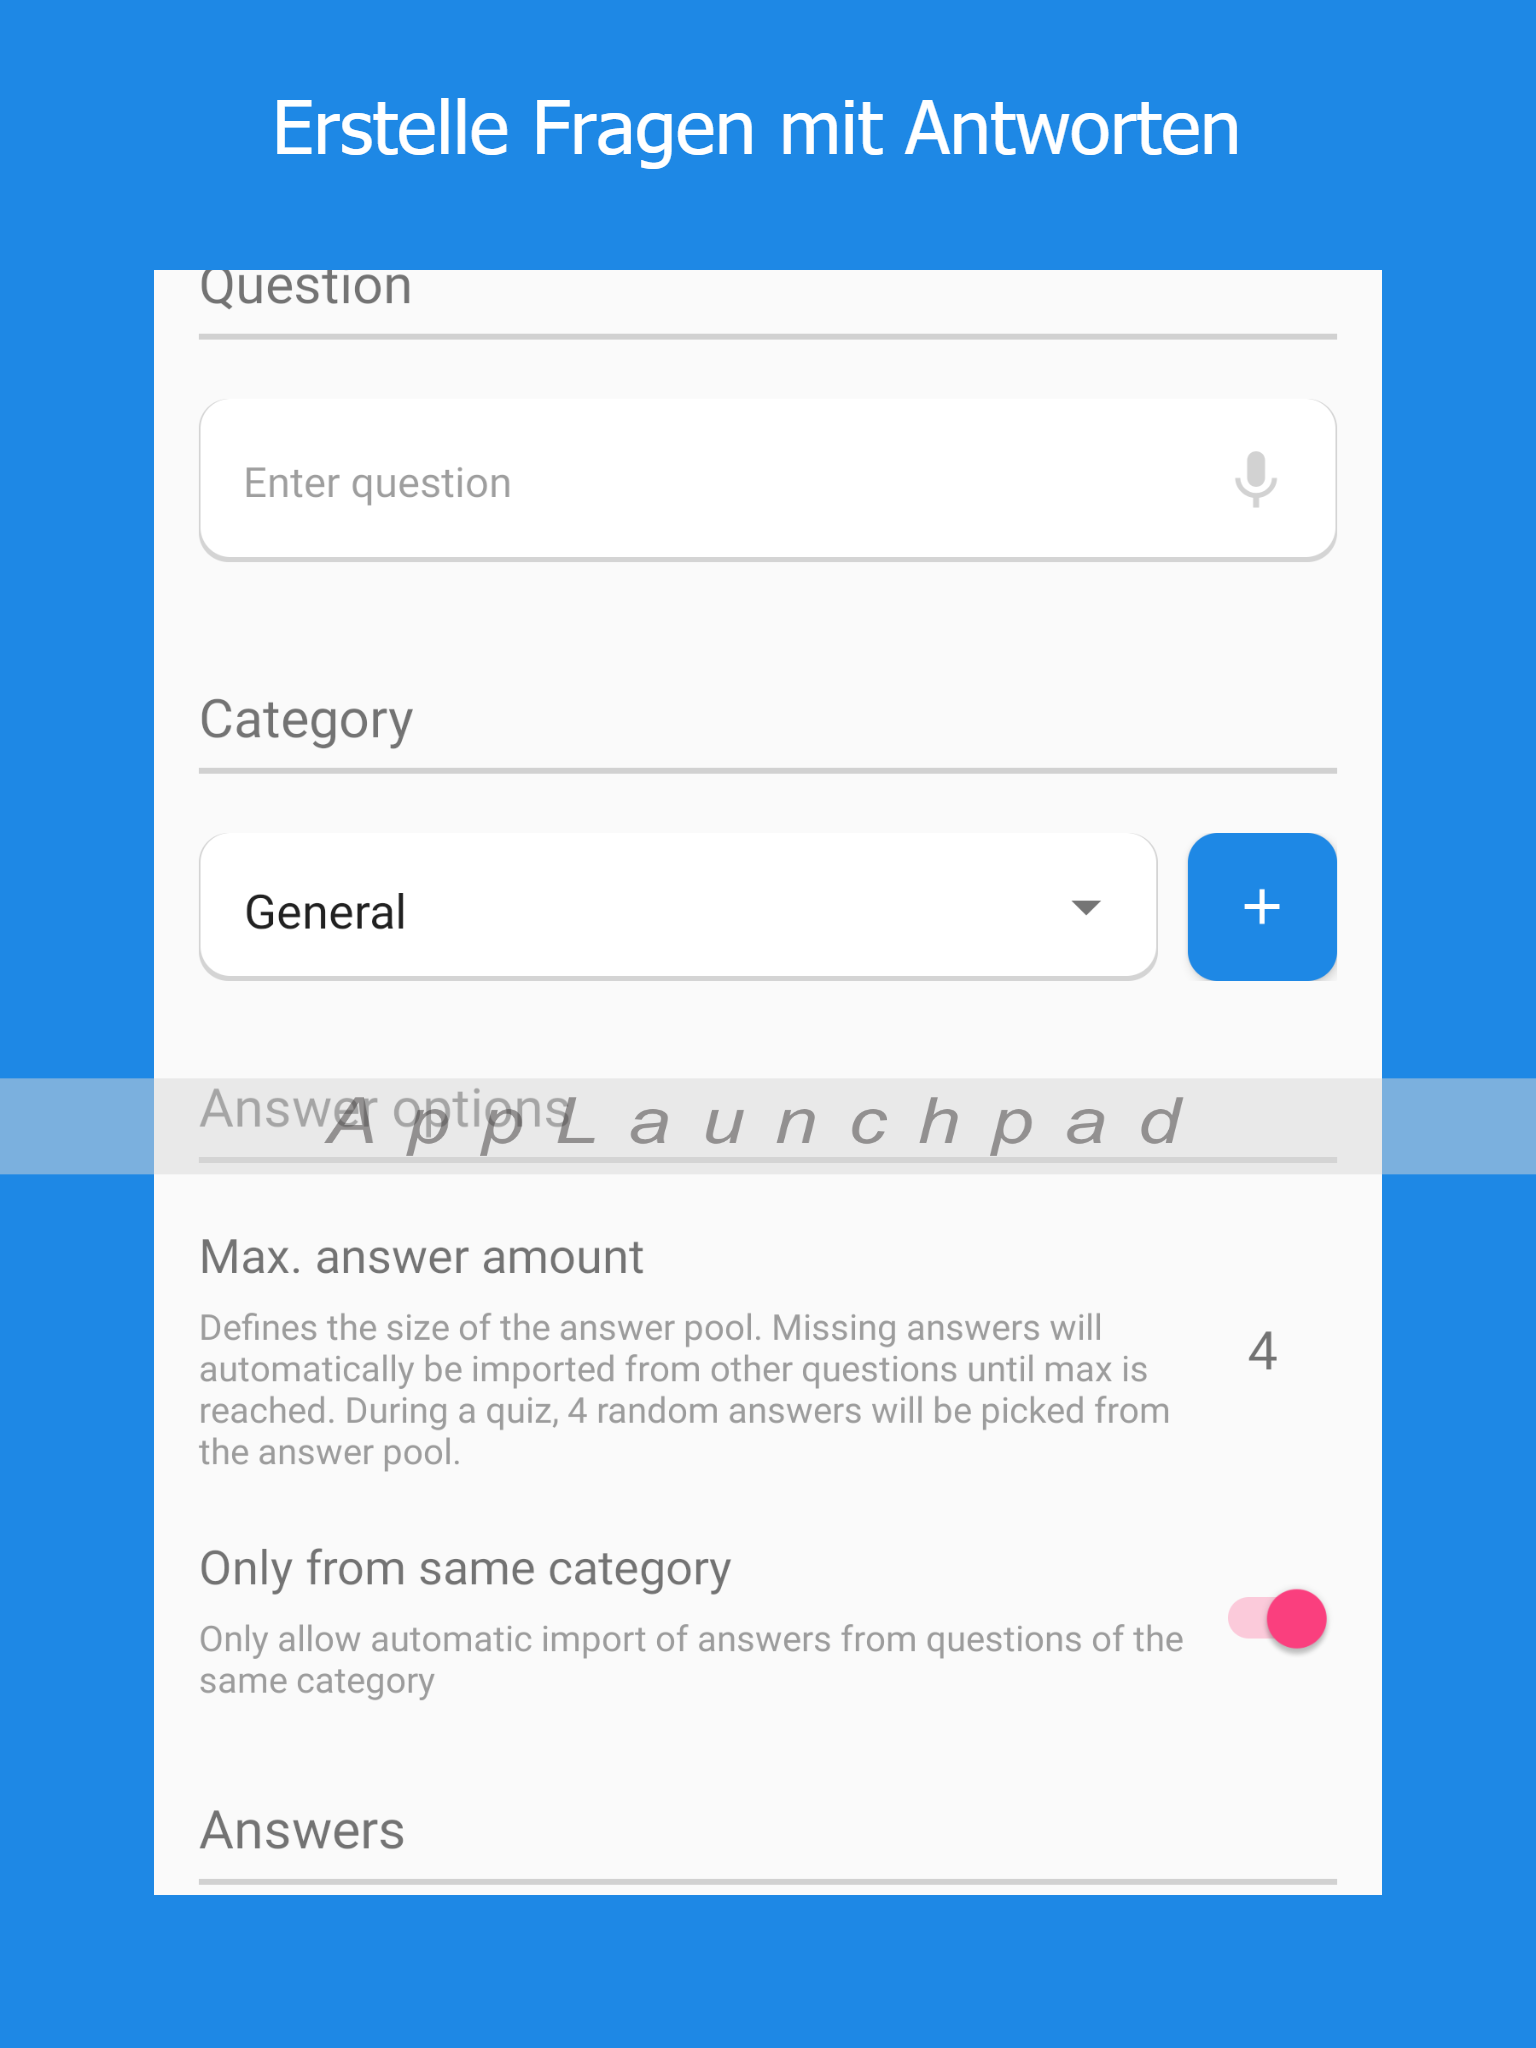 Erstelle Fragen mit Antworten
Question
Enter question
Category
General
Answer options
AppLaunchpad
Max. answer amount
Defines the size of the answer pool. Missing answers will
automatically be imported from other questions until max is
reached. During a quiz, 4 random answers will be picked from
the answer pool.
4
Only from same category
Only allow automatic import of answers from questions of the
same category
Answers